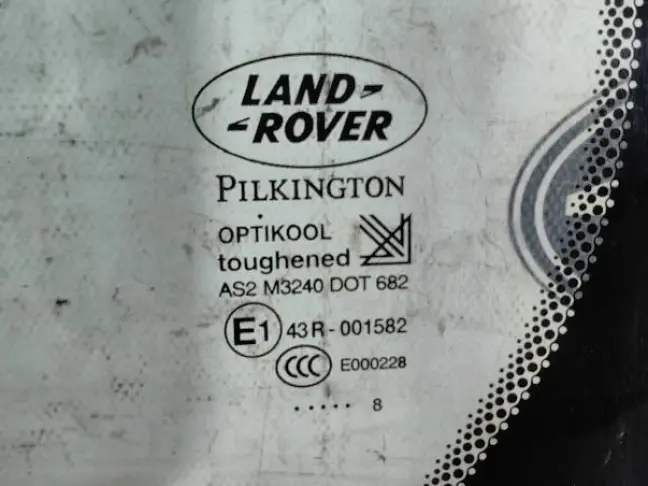 LAND-
-ROVER
PILKINGTON
OPTIKOOL
toughened
AS2 M3240 DOT 682
E1 43R-001582
CCC E000228
..... 8